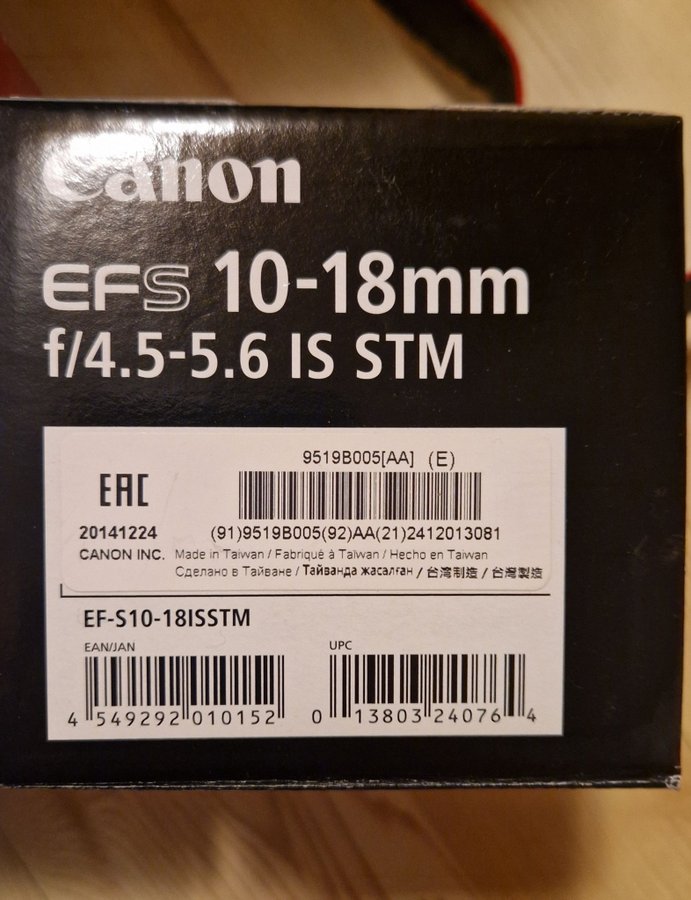 Canon
EFS 10-18mm
f/4.5-5.6 IS STM
9519B005[AA] (E)
EAC
20141224 (91)9519B005(92)AA(21)2412013081
CANON INC. Made in Taiwan / Fabriqué à Taïwan / Hecho en Taiwan
Сделано в Тайване / Тайванда жасалған / 台湾制造 / 台灣製造
EF-S10-18ISSTM
EAN/JAN UPC
4 549292 010152 0 13803 24076 4